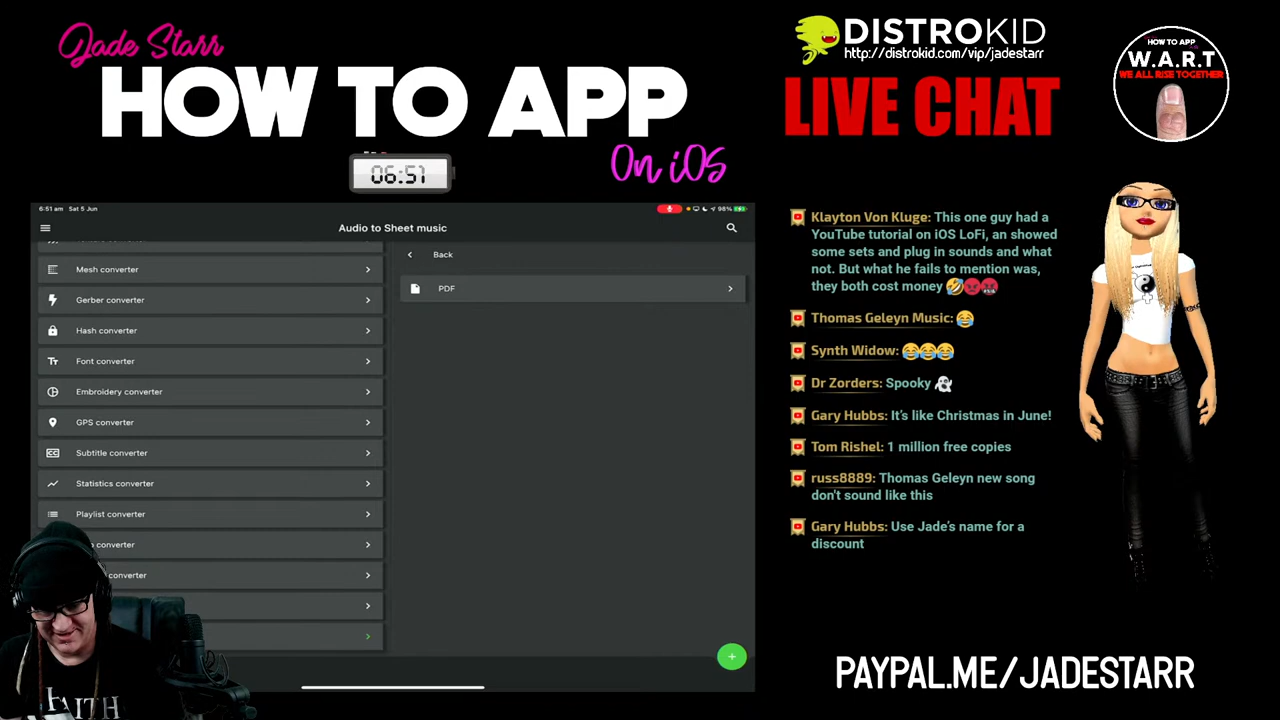 Jade Starr
HOW TO APP
On iOS
06:51
DISTROKID
http://distrokid.com/vip/jadestarr
LIVE CHAT
HOW TO APP
W.A.R.T
WE ALL RISE TOGETHER
6:51 am Sat 5 Jun
98%
Audio to Sheet music
Mesh converter
Gerber converter
Hash converter
Font converter
Embroidery converter
GPS converter
Subtitle converter
Statistics converter
Playlist converter
converter
converter
Back
PDF
Klayton Von Kluge: This one guy had a
YouTube tutorial on iOS LoFi, an showed
some sets and plug in sounds and what
not. But what he fails to mention was,
they both cost money 🤣😡🤬
Thomas Geleyn Music: 😂
Synth Widow: 😂😂😂
Dr Zorders: Spooky 👻
Gary Hubbs: It's like Christmas in June!
Tom Rishel: 1 million free copies
russ8889: Thomas Geleyn new song
don't sound like this
Gary Hubbs: Use Jade's name for a
discount
FAITH
PAYPAL.ME/JADESTARR